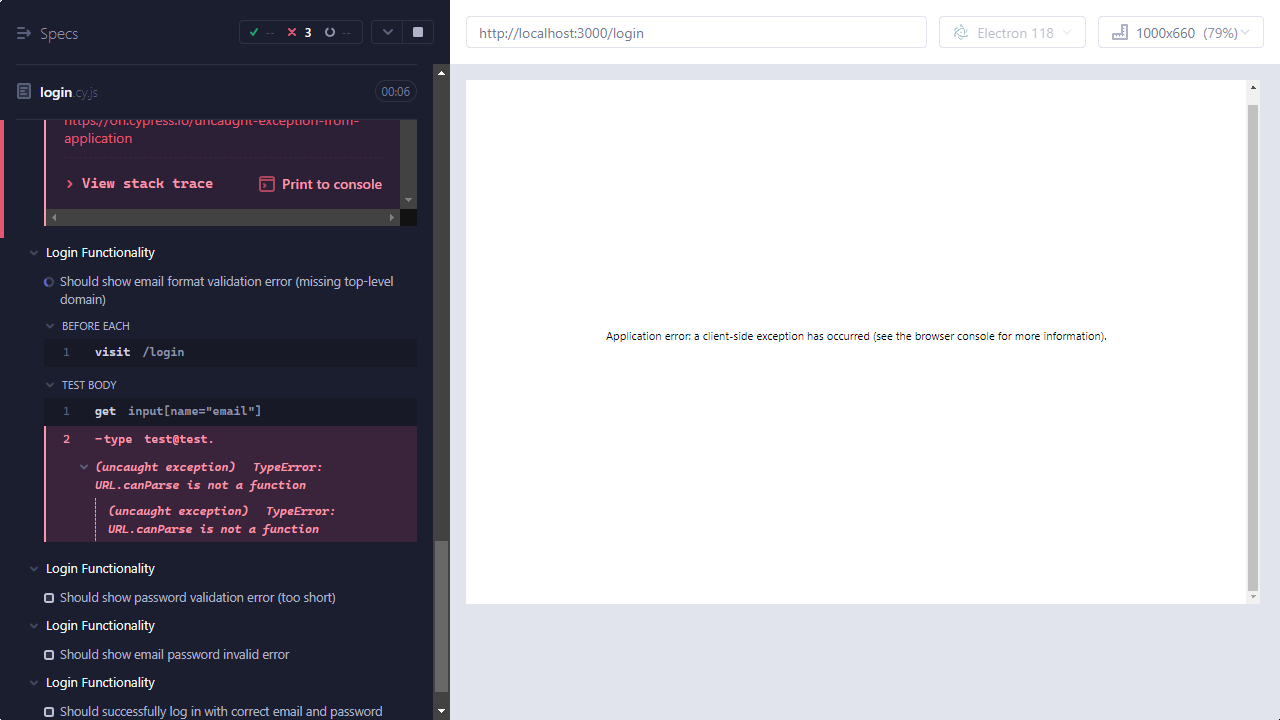 Specs
-- 3 --
login.cy.js 00:06
https://on.cypress.io/uncaught-exception-from-
application
View stack trace
Print to console
Login Functionality
Should show email format validation error (missing top-level
domain)
BEFORE EACH
1 visit /login
TEST BODY
1 get input[name="email"]
2 -type test@test.
(uncaught exception) TypeError:
URL.canParse is not a function
(uncaught exception) TypeError:
URL.canParse is not a function
Login Functionality
Should show password validation error (too short)
Login Functionality
Should show email password invalid error
Login Functionality
Should successfully log in with correct email and password
http://localhost:3000/login
Electron 118
1000x660 (79%)
Application error: a client-side exception has occurred (see the browser console for more information).